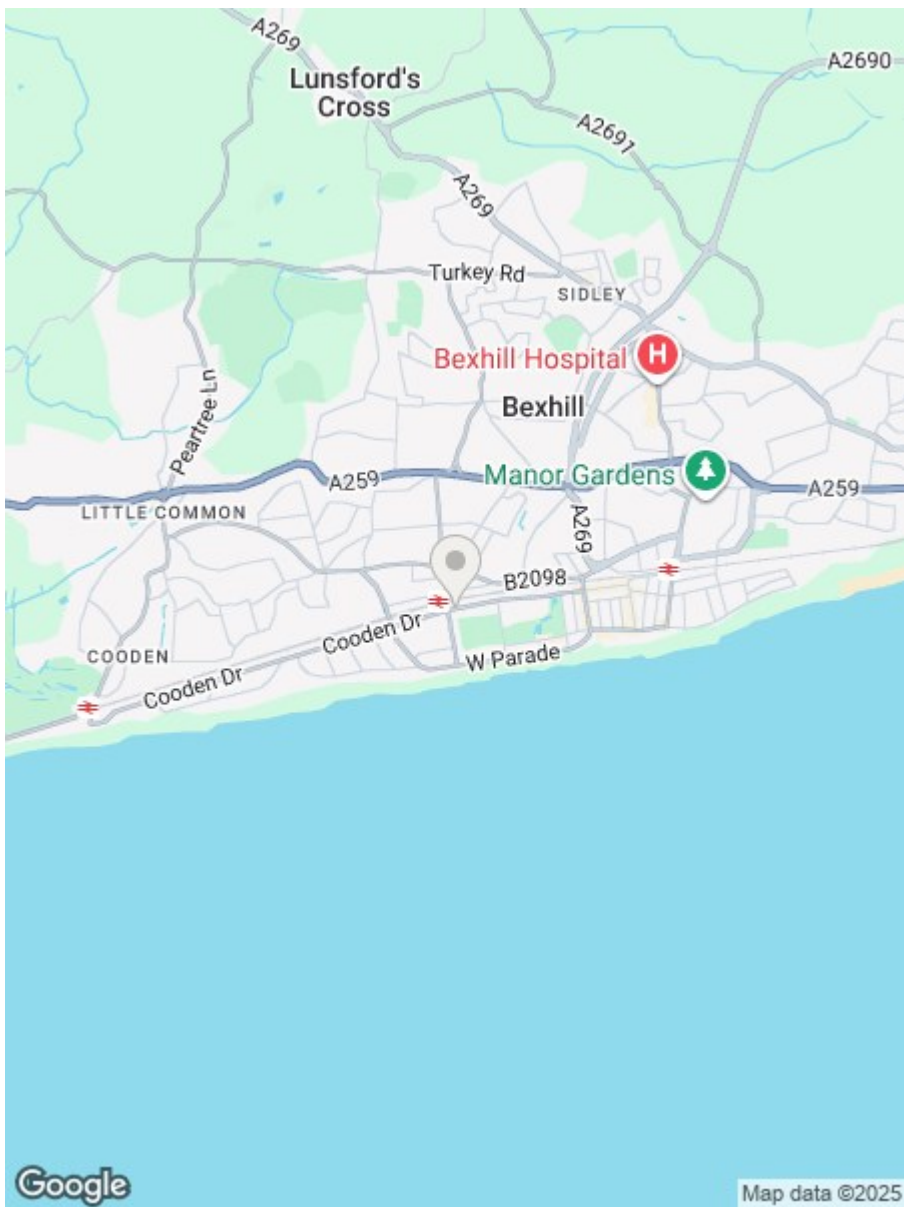 A269
A2690
Lunsford's
Cross
A2691
A269
Turkey Rd
SIDLEY
Bexhill Hospital
H
Peartree Ln
Bexhill
A259
Manor Gardens
A259
LITTLE COMMON
A269
B2098
Cooden Dr
W Parade
COODEN
Cooden Dr
Google
Map data ©2025